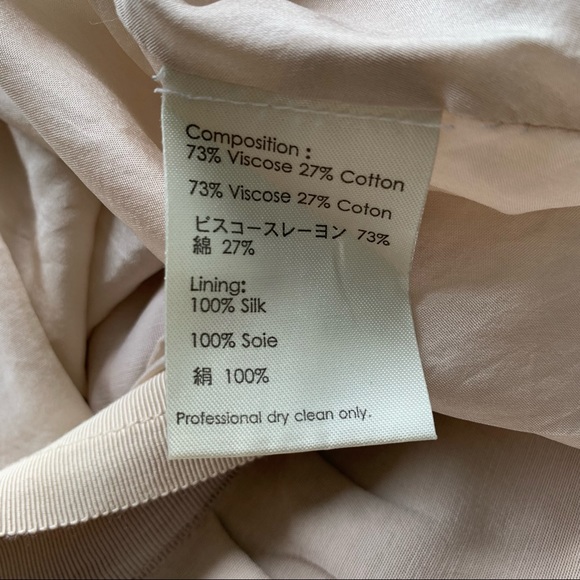 Composition :
73% Viscose 27% Cotton
73% Viscose 27% Coton
ビスコースレーヨン 73%
綿 27%
Lining:
100% Silk
100% Soie
絹 100%
Professional dry clean only.